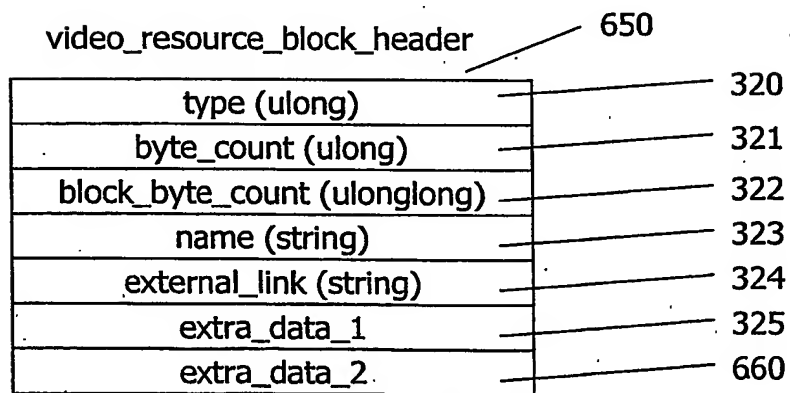 video_resource_block_header 650
type (ulong) 320
byte_count (ulong) 321
block_byte_count (ulonglong) 322
name (string) 323
external_link (string) 324
extra_data_1 325
extra_data_2 660